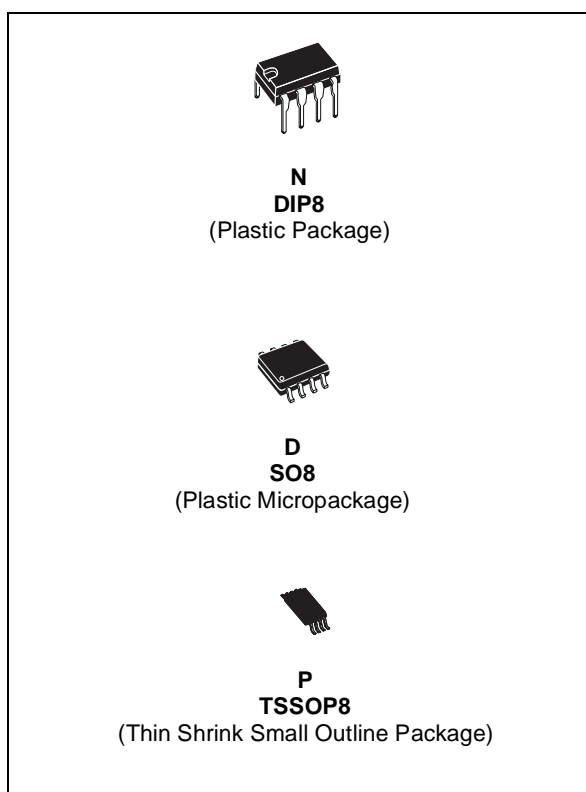 N
DIP8
(Plastic Package)
D
SO8
(Plastic Micropackage)
P
TSSOP8
(Thin Shrink Small Outline Package)